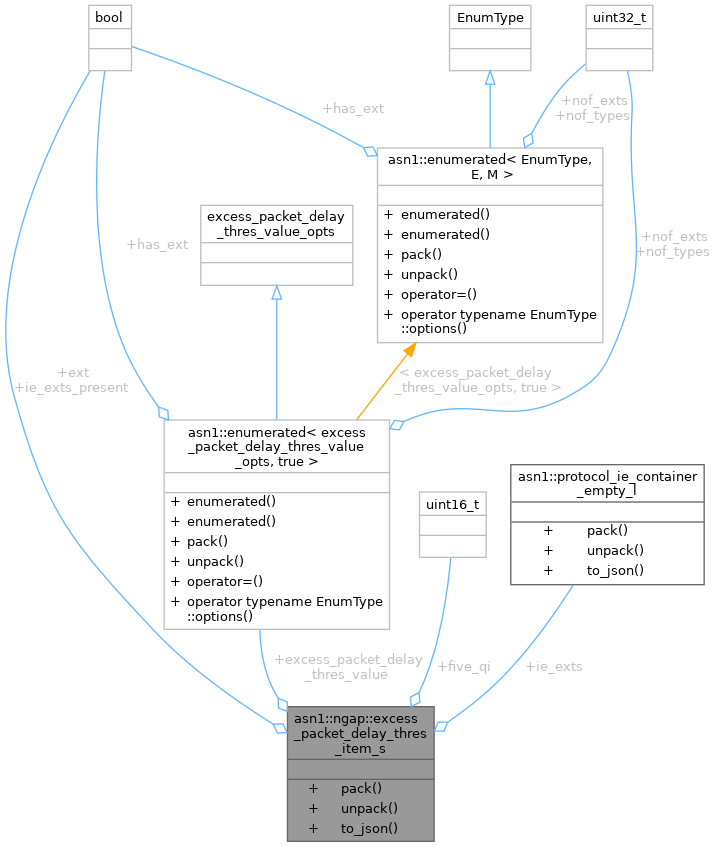 bool
EnumType
uint32_t
+has_ext
+nof_exts
+nof_types
asn1::enumerated< EnumType,
E, M >
+ enumerated()
+ enumerated()
+ pack()
+ unpack()
+ operator=()
+ operator typename EnumType
::options()
excess_packet_delay
_thres_value_opts
+has_ext
+nof_exts
+nof_types
+ext
+ie_exts_present
< excess_packet_delay
_thres_value_opts, true >
asn1::enumerated< excess
_packet_delay_thres_value
_opts, true >
+ enumerated()
+ enumerated()
+ pack()
+ unpack()
+ operator=()
+ operator typename EnumType
::options()
uint16_t
asn1::protocol_ie_container
_empty_l
+ pack()
+ unpack()
+ to_json()
+excess_packet_delay
_thres_value
+five_qi
+ie_exts
asn1::ngap::excess
_packet_delay_thres
_item_s
+ pack()
+ unpack()
+ to_json()